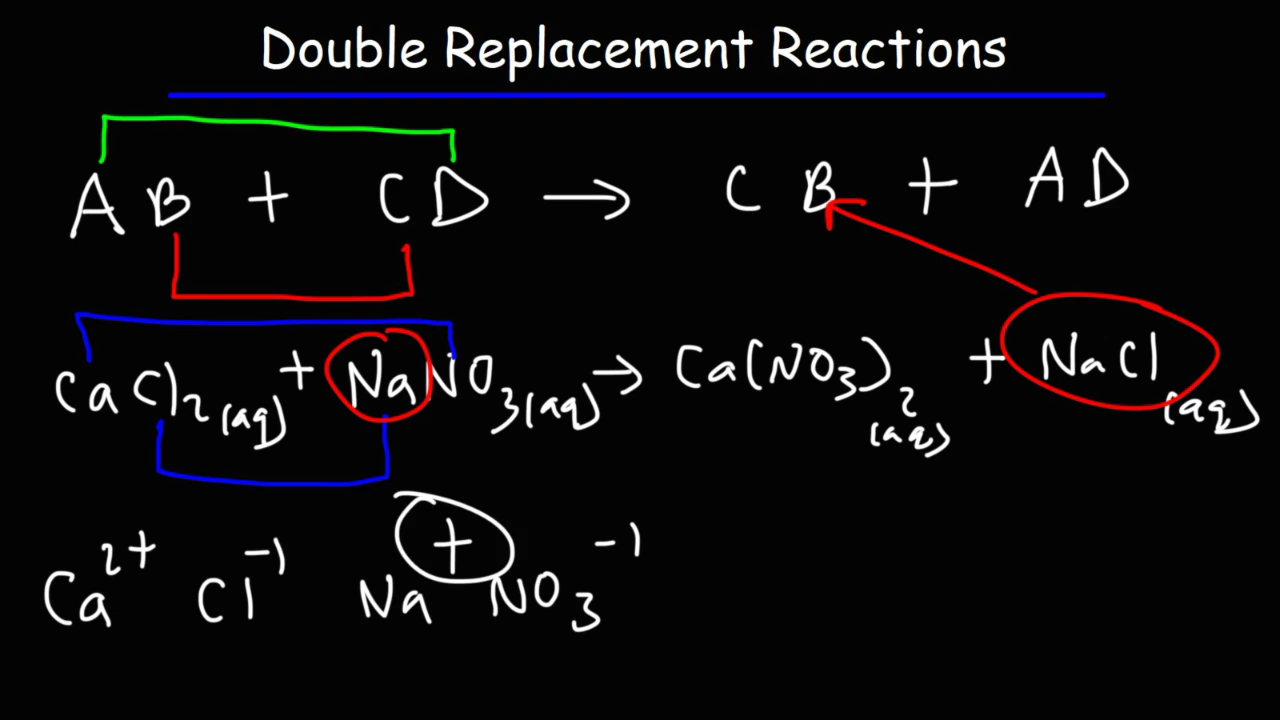 Double Replacement Reactions
A B + C D → C B + A D
CaCl₂(aq) + NaNO₃(aq) → Ca(NO₃)₂(aq) + NaCl(aq)
Ca²⁺ Cl⁻¹ Na⁺ NO₃⁻¹